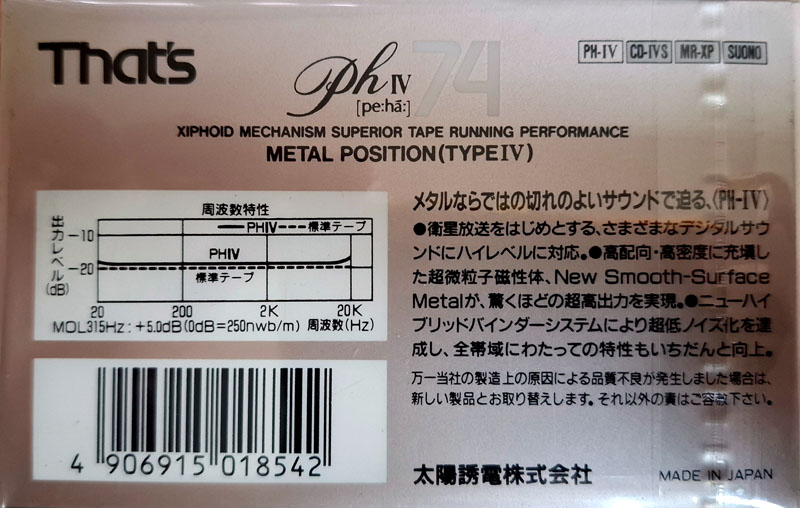 That's
Ph IV 74
[pe:hã:]
PH-IV CD-IVS MR-XP SUONO
XIPHOID MECHANISM SUPERIOR TAPE RUNNING PERFORMANCE
METAL POSITION(TYPE IV)
周波数特性
出力レベル(dB)
PHIV 標準テープ
-10
PHIV
-20
標準テープ
20 200 2K 20K
MOL315Hz:+5.0dB(0dB=250nwb/m) 周波数(Hz)
4 906915 018542
メタルならではの切れのよいサウンドで迫る、〈PH-IV〉
●衛星放送をはじめとする、さまざまなデジタルサウ
ンドにハイレベルに対応。●高配向・高密度に充塡し
た超微粒子磁性体、New Smooth-Surface
Metalが、驚くほどの超高出力を実現。●ニューハイ
ブリッドバインダーシステムにより超低ノイズ化を達
成し、全帯域にわたっての特性もいちだんと向上。
万一当社の製造上の原因による品質不良が発生しました場合は、
新しい製品とお取り替えします。それ以外の責はご容赦下さい。
太陽誘電株式会社
MADE IN JAPAN